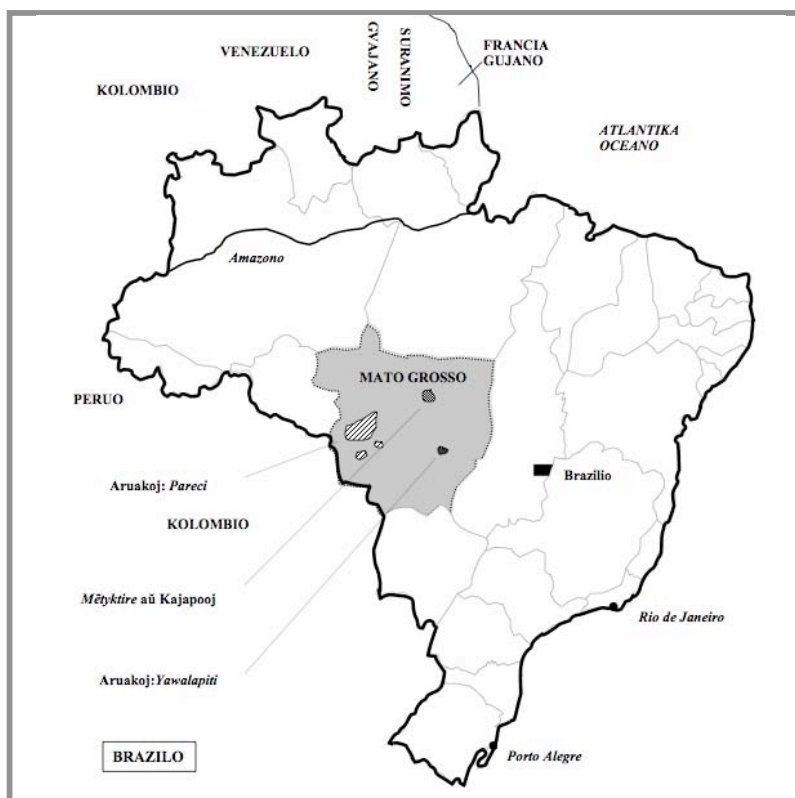 VENEZUELO
GVAJANO
SURANIMO
FRANCIA
GUJANO
KOLOMBIO
ATLANTIKA
OCEANO
Amazono
MATO GROSSO
PERUO
Brazilio
Aruakoj: Pareci
KOLOMBIO
Mẽtyktire aŭ Kajapooj
Rio de Janeiro
Aruakoj:Yawalapiti
BRAZILO
Porto Alegre